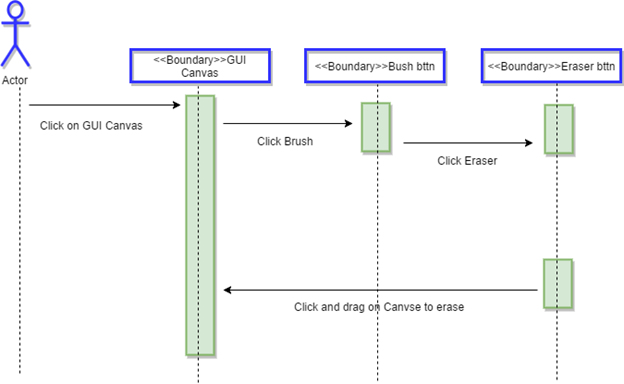 Actor
<<Boundary>>GUI
Canvas
<<Boundary>>Bush bttn
<<Boundary>>Eraser bttn
Click on GUI Canvas
Click Brush
Click Eraser
Click and drag on Canvse to erase